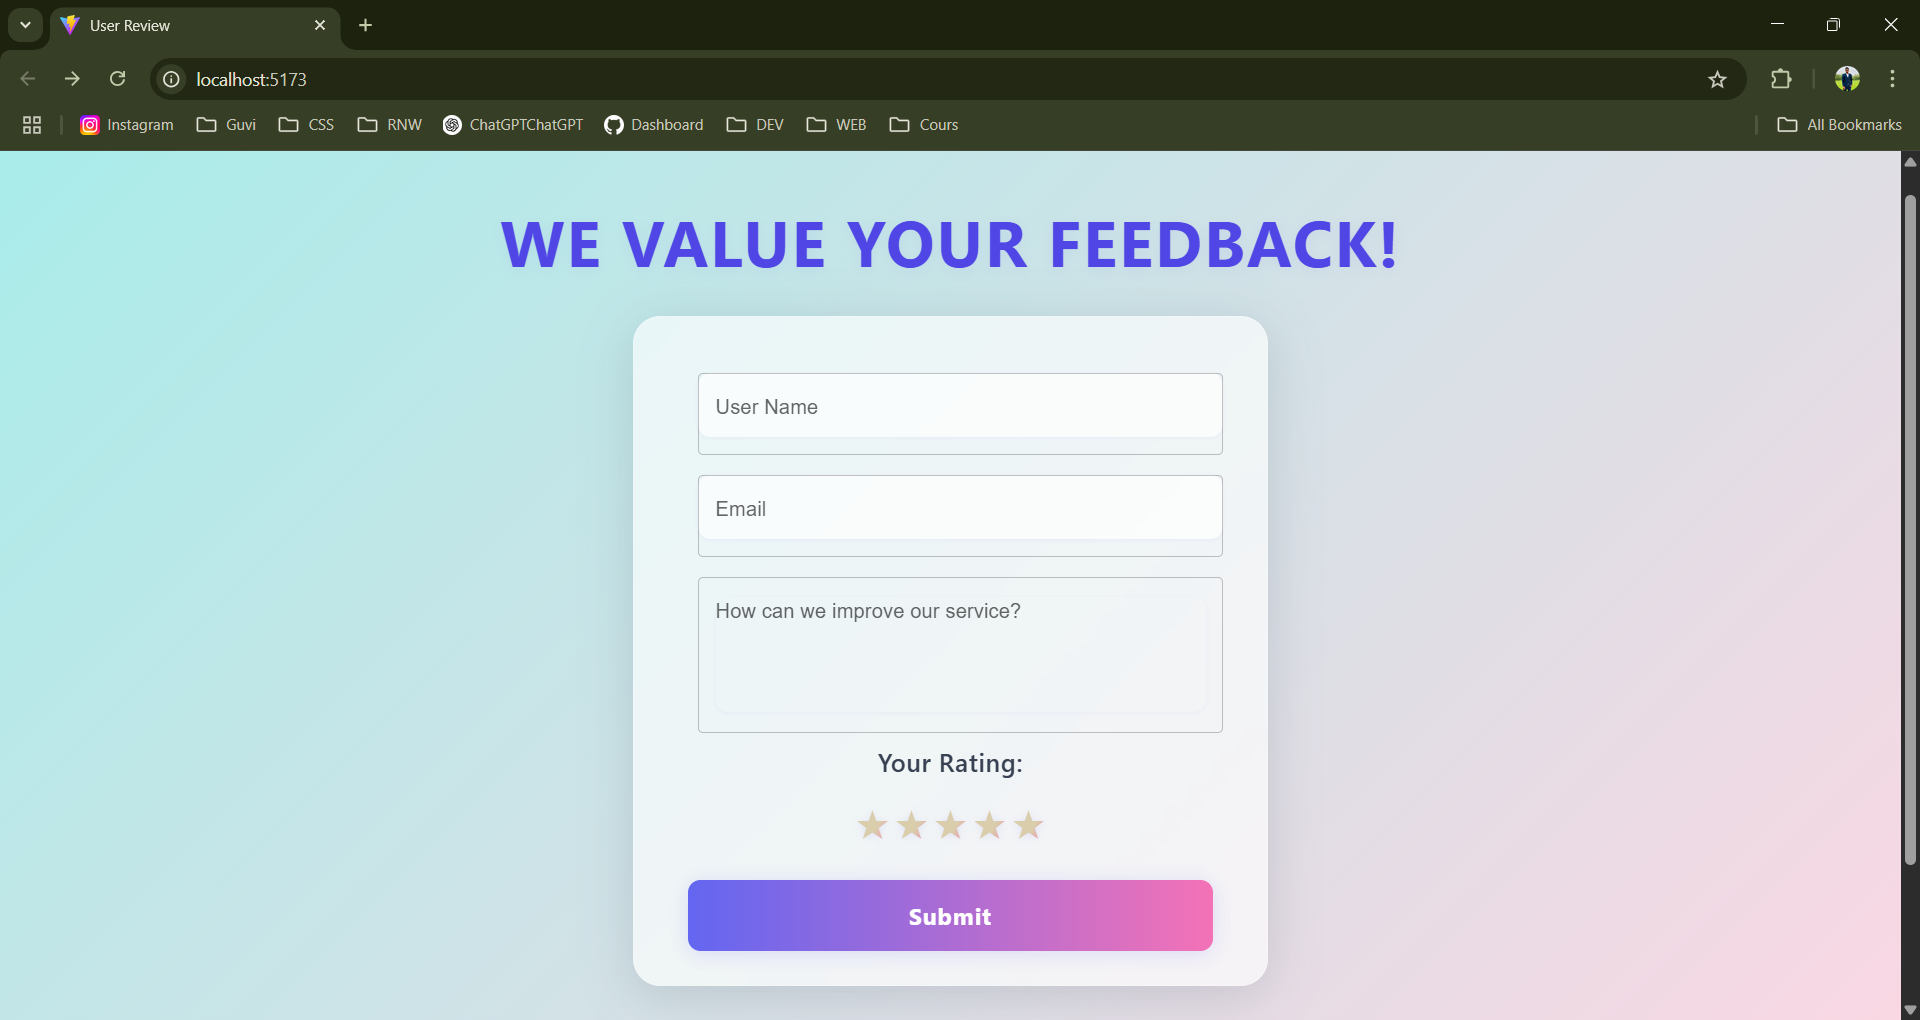 User Review
localhost:5173
Instagram Guvi CSS RNW ChatGPTChatGPT Dashboard DEV WEB Cours All Bookmarks
WE VALUE YOUR FEEDBACK!
User Name
Email
How can we improve our service?
Your Rating:
Submit